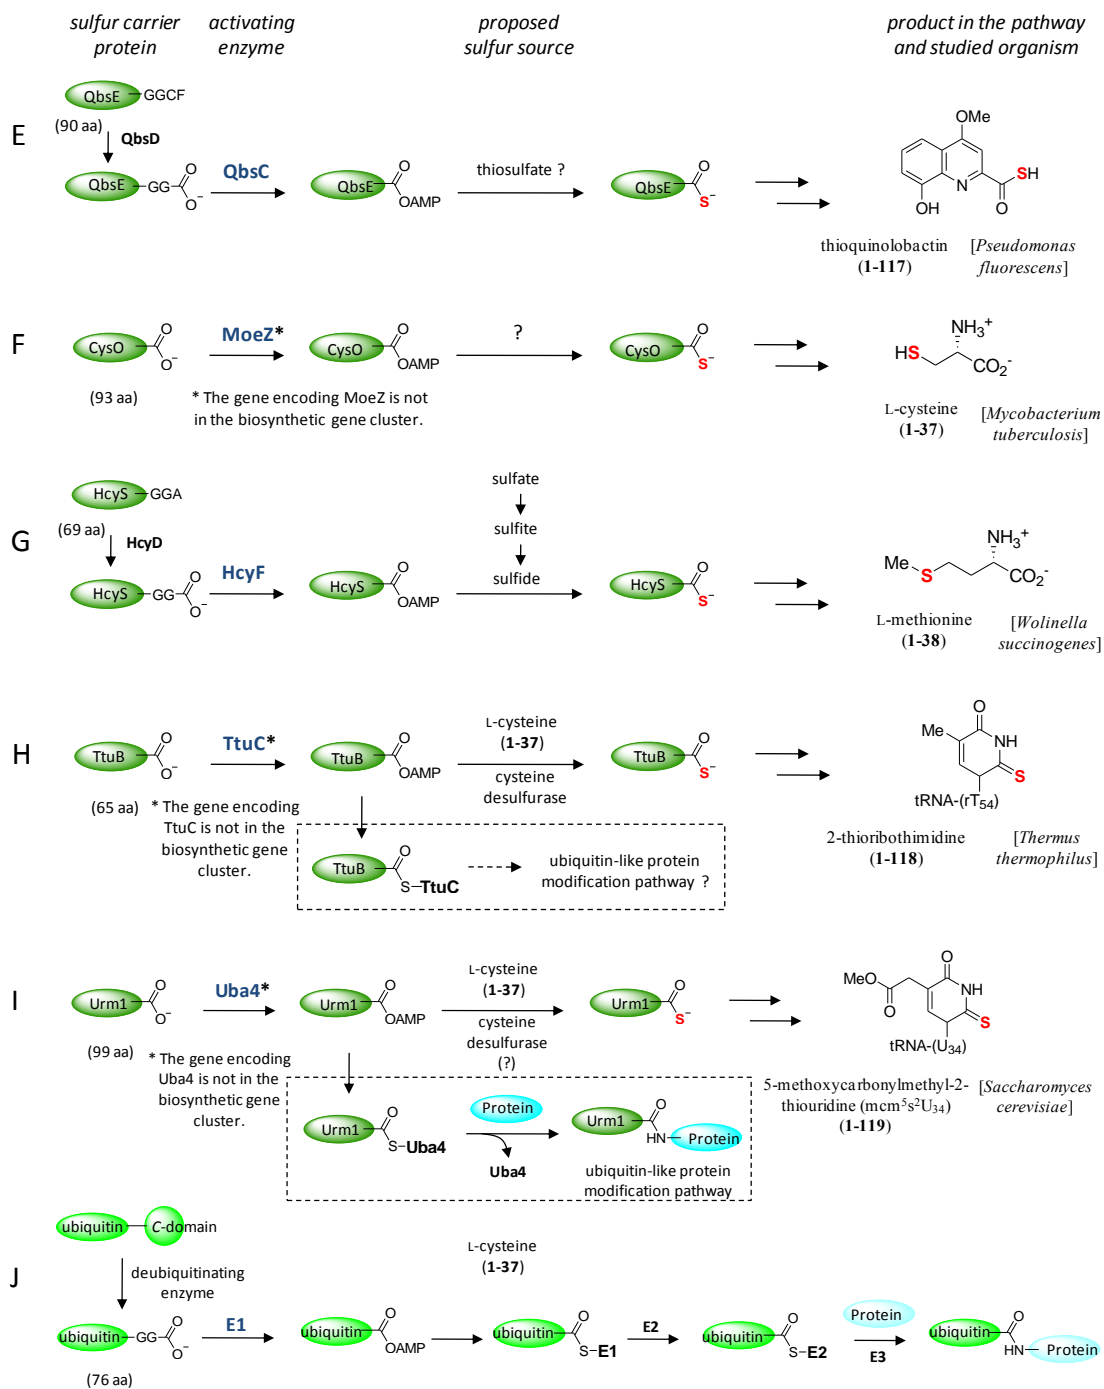 sulfur carrier protein
activating enzyme
proposed sulfur source
product in the pathway and studied organism
E
QbsE GGCF
(90 aa)
QbsD
QbsE GG O O⁻
QbsC
QbsE O OAMP
thiosulfate ?
QbsE O S⁻
OMe
N
OH
O
SH
thioquinolobactin
(1-117)
[Pseudomonas
fluorescens]
F
CysO O O⁻
(93 aa)
MoeZ*
* The gene encoding MoeZ is not
in the biosynthetic gene cluster.
CysO O OAMP
?
CysO O S⁻
HS NH₃⁺ CO₂⁻
L-cysteine
(1-37)
[Mycobacterium
tuberculosis]
G
HcyS GGA
(69 aa)
HcyD
HcyS GG O O⁻
HcyF
HcyS O OAMP
sulfate
sulfite
sulfide
HcyS O S⁻
Me S NH₃⁺ CO₂⁻
L-methionine
(1-38)
[Wolinella
succinogenes]
H
TtuB O O⁻
(65 aa)
TtuC*
* The gene encoding
TtuC is not in the
biosynthetic gene
cluster.
TtuB O OAMP
L-cysteine
(1-37)
cysteine
desulfurase
TtuB O S⁻
TtuB O S–TtuC
ubiquitin-like protein
modification pathway ?
O
Me NH
S
tRNA-(rT₅₄)
2-thioribothimidine
(1-118)
[Thermus
thermophilus]
I
Urm1 O O⁻
(99 aa)
Uba4*
* The gene encoding
Uba4 is not in the
biosynthetic gene
cluster.
Urm1 O OAMP
L-cysteine
(1-37)
cysteine
desulfurase
(?)
Urm1 O S⁻
Urm1 O S–Uba4
Protein
Uba4
Urm1 O HN Protein
ubiquitin-like protein
modification pathway
O
MeO NH
O S
tRNA-(U₃₄)
5-methoxycarbonylmethyl-2-
thiouridine (mcm⁵s²U₃₄)
(1-119)
[Saccharomyces
cerevisiae]
J
ubiquitin C-domain
deubiquitinating
enzyme
ubiquitin GG O O⁻
(76 aa)
E1
ubiquitin O OAMP
L-cysteine
(1-37)
ubiquitin O S–E1
E2
ubiquitin O S–E2
Protein
E3
ubiquitin O HN Protein